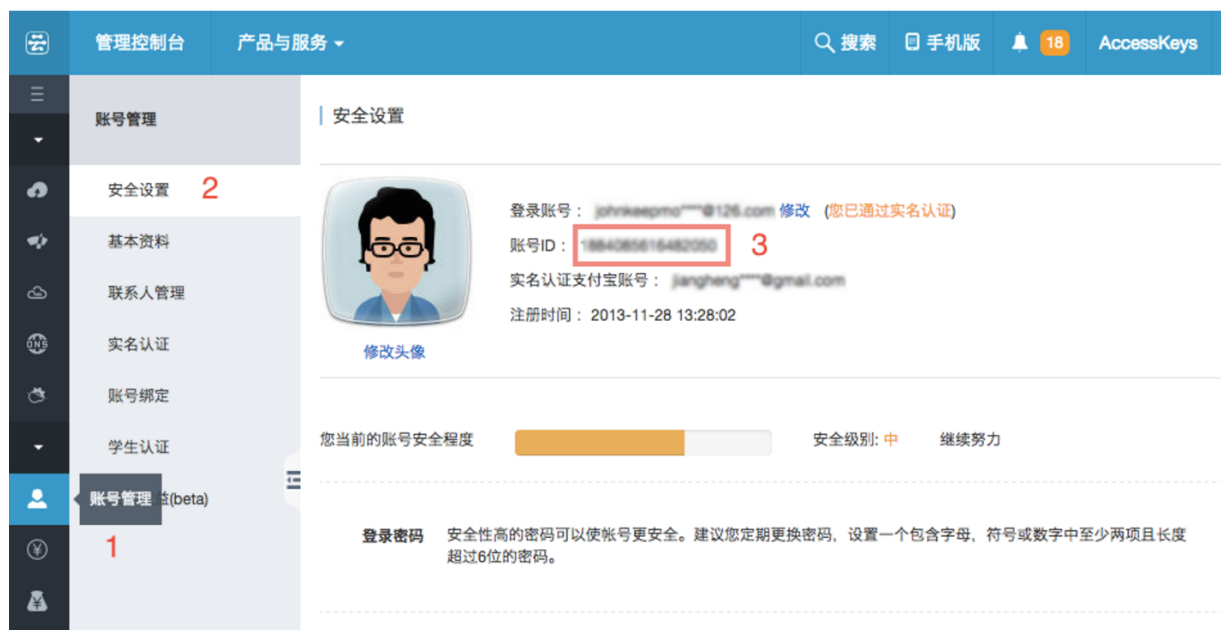 管理控制台 产品与服务 搜索 手机版 18 AccessKeys
账号管理
安全设置
安全设置 2
基本资料
联系人管理
实名认证
账号绑定
学生认证
账号管理 (beta)
1
登录账号： 修改 (您已通过实名认证)
账号ID： 3
实名认证支付宝账号：
注册时间：2013-11-28 13:28:02
修改头像
您当前的账号安全程度 安全级别: 中 继续努力
登录密码 安全性高的密码可以使帐号更安全。建议您定期更换密码，设置一个包含字母，符号或数字中至少两项且长度
超过6位的密码。
DNS